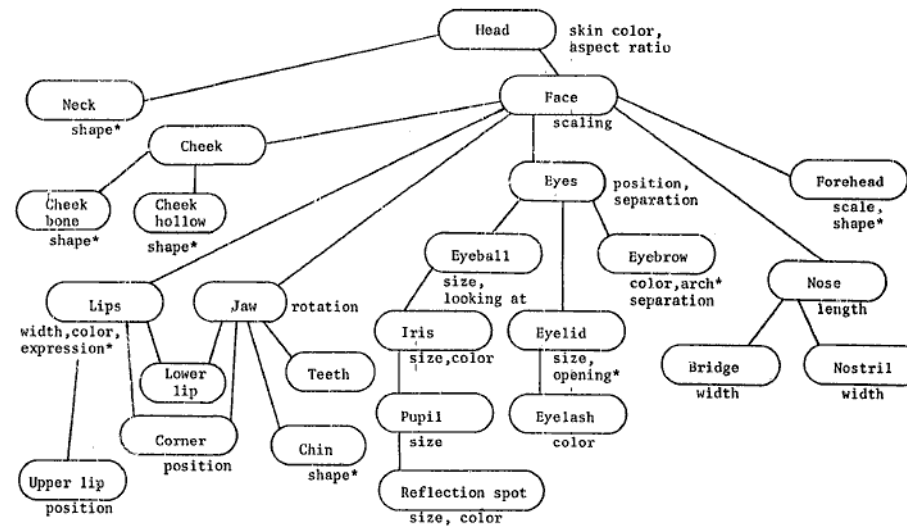 Head
skin color,
aspect ratio
Neck
shape*
Face
scaling
Cheek
Cheek
bone
shape*
Cheek
hollow
shape*
Eyes
position,
separation
Forehead
scale,
shape*
Eyeball
size,
looking at
Eyebrow
color,arch*
separation
Nose
length
Lips
width,color,
expression*
Jaw
rotation
Iris
size,color
Eyelid
size,
opening*
Bridge
width
Nostril
width
Lower
lip
Teeth
Pupil
size
Eyelash
color
Corner
position
Chin
shape*
Upper lip
position
Reflection spot
size, color